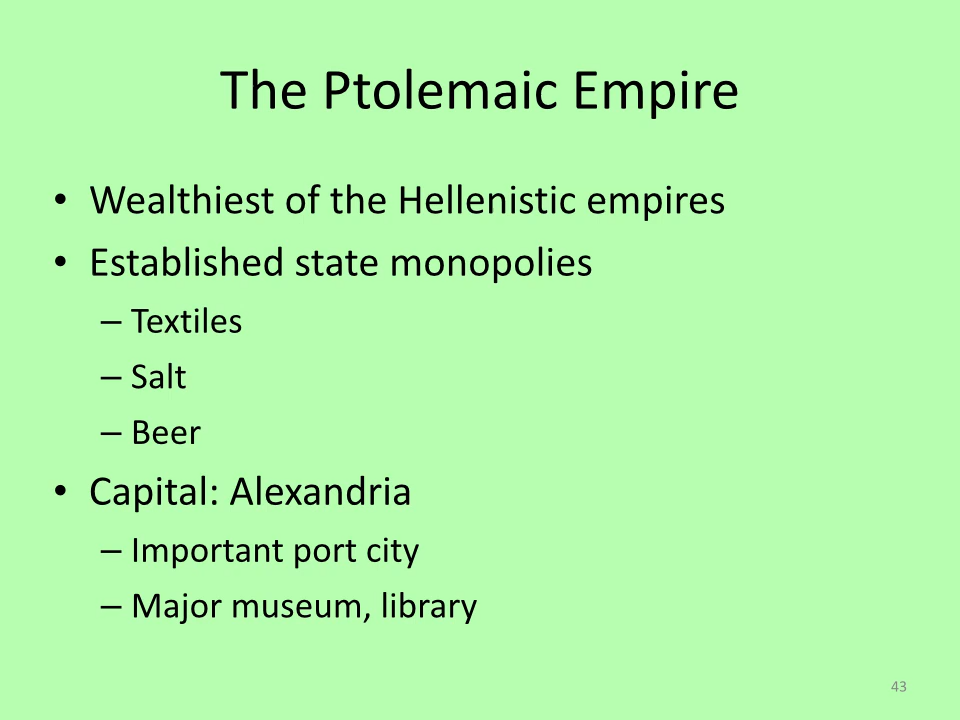 The Ptolemaic Empire
• Wealthiest of the Hellenistic empires
• Established state monopolies
– Textiles
– Salt
– Beer
• Capital: Alexandria
– Important port city
– Major museum, library
43